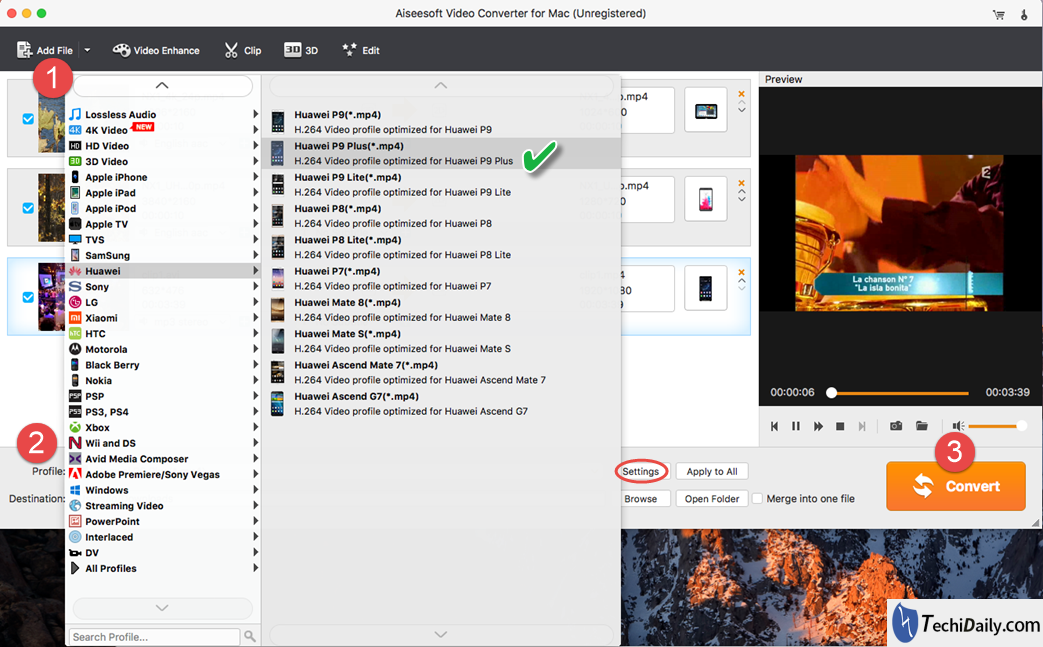 Aiseesoft Video Converter for Mac (Unregistered)
Add File
Video Enhance
Clip
3D 3D
Edit
1
Preview
Lossless Audio
4K 4K Video NEW
HD HD Video
3D 3D Video
Apple iPhone
Apple iPad
Apple iPod
Apple TV
TVS
SamSung
Huawei
S Sony
LG
mi Xiaomi
HTC
Motorola
Black Berry
Nokia
PSP PSP
PS3 PS3, PS4
Xbox
Wii and DS
Avid Media Composer
Adobe Premiere/Sony Vegas
Windows
Streaming Video
PowerPoint
Interlaced
DV
All Profiles
Search Profile...
Huawei P9(*.mp4)
H.264 Video profile optimized for Huawei P9
Huawei P9 Plus(*.mp4)
H.264 Video profile optimized for Huawei P9 Plus
Huawei P9 Lite(*.mp4)
H.264 Video profile optimized for Huawei P9 Lite
Huawei P8(*.mp4)
H.264 Video profile optimized for Huawei P8
Huawei P8 Lite(*.mp4)
H.264 Video profile optimized for Huawei P8 Lite
Huawei P7(*.mp4)
H.264 Video profile optimized for Huawei P7
Huawei Mate 8(*.mp4)
H.264 Video profile optimized for Huawei Mate 8
Huawei Mate S(*.mp4)
H.264 Video profile optimized for Huawei Mate S
Huawei Ascend Mate 7(*.mp4)
H.264 Video profile optimized for Huawei Ascend Mate 7
Huawei Ascend G7(*.mp4)
H.264 Video profile optimized for Huawei Ascend G7
o.mp4
0
o.mp4
0
4
80
9
2
La chanson N° 7
"La isla bonita"
00:00:06
00:03:39
2
Profile:
Settings
Apply to All
3
Convert
Destination:
Browse
Open Folder
Merge into one file
TechiDaily.com